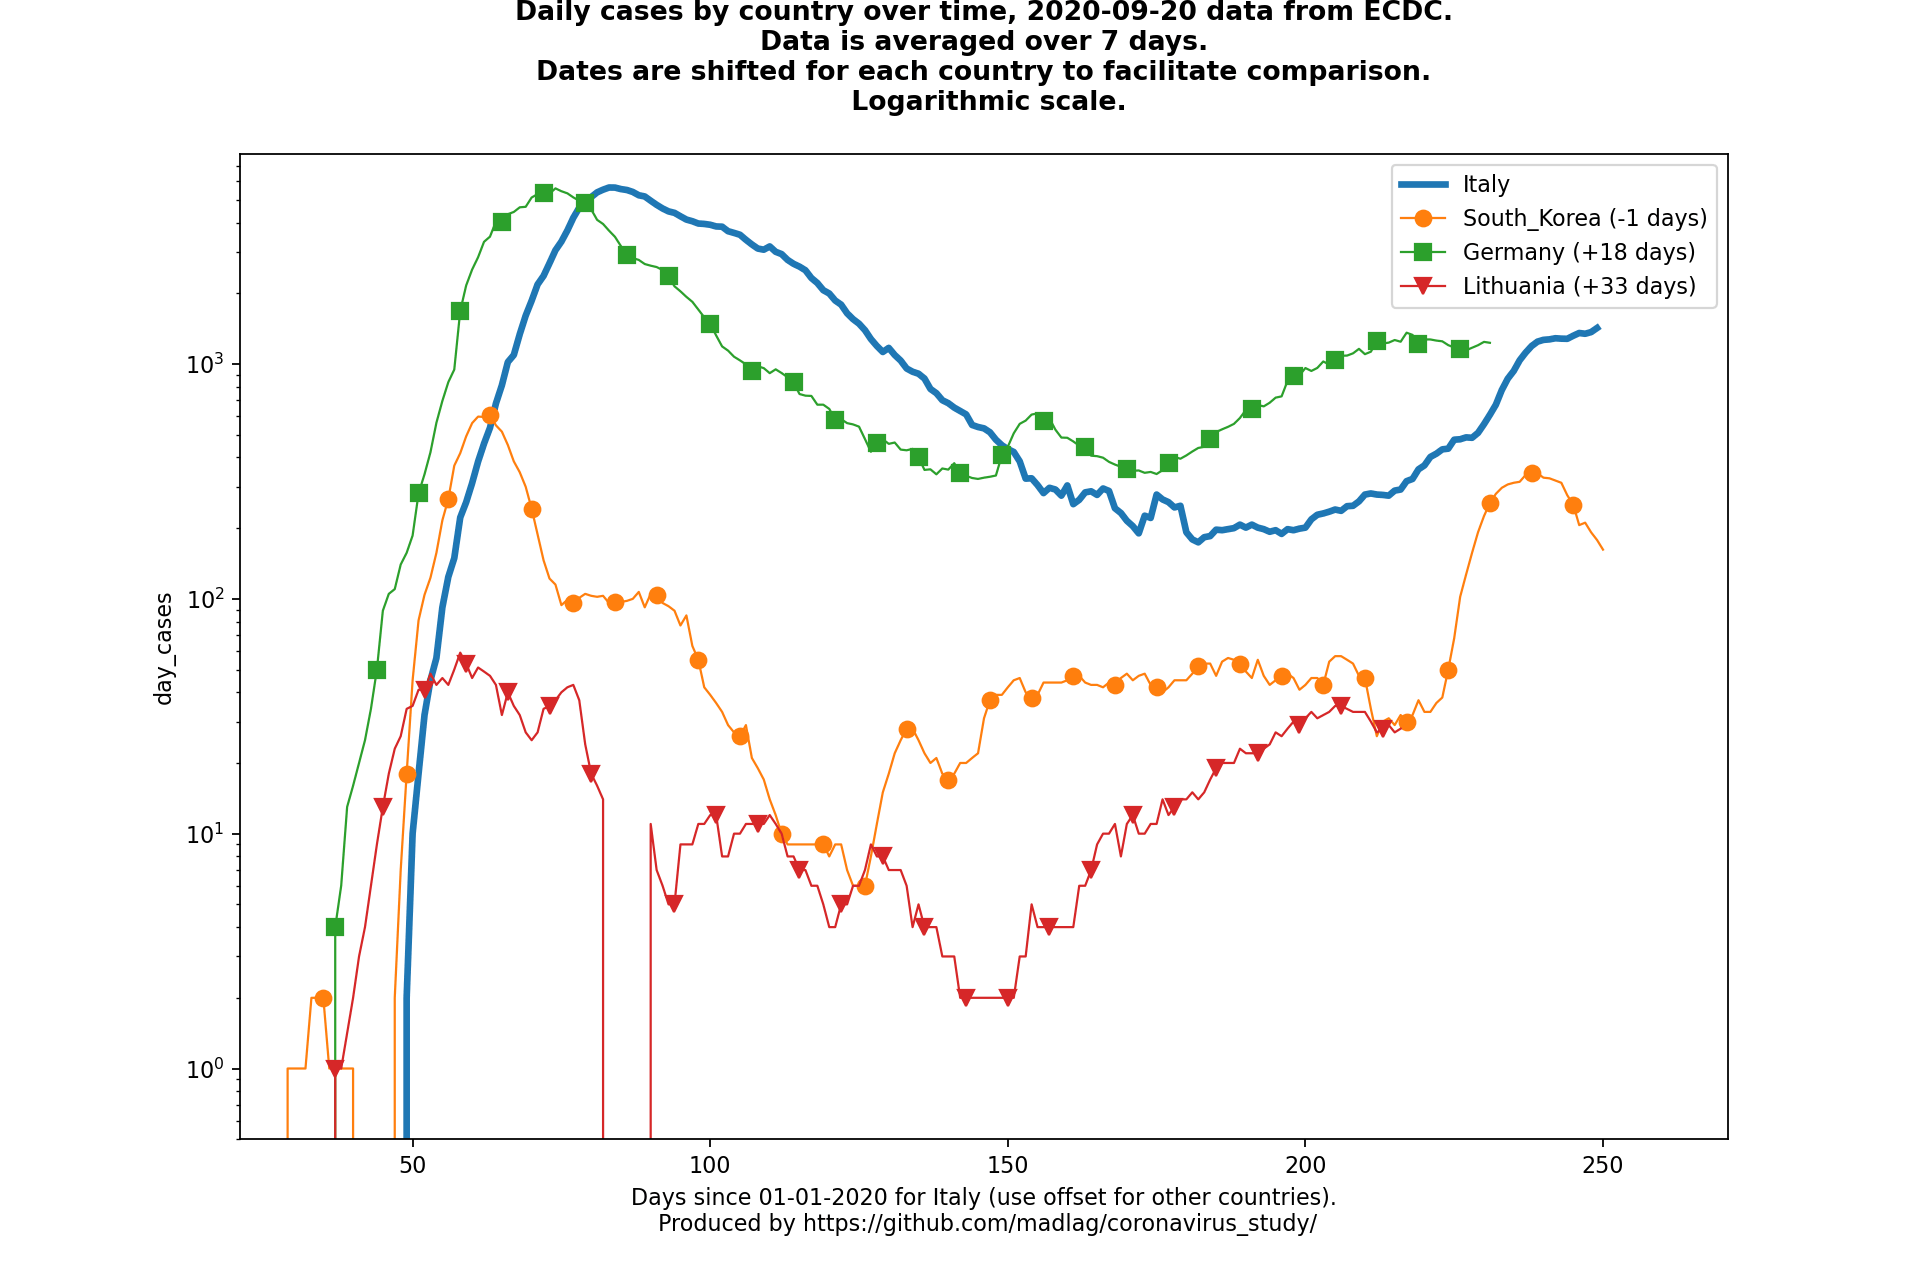 Daily cases by country over time, 2020-09-20 data from ECDC.
Data is averaged over 7 days.
Dates are shifted for each country to facilitate comparison.
Logarithmic scale.
Italy
South_Korea (-1 days)
Germany (+18 days)
Lithuania (+33 days)
day_cases
10³
10²
10¹
10⁰
50 100 150 200 250
Days since 01-01-2020 for Italy (use offset for other countries).
Produced by https://github.com/madlag/coronavirus_study/